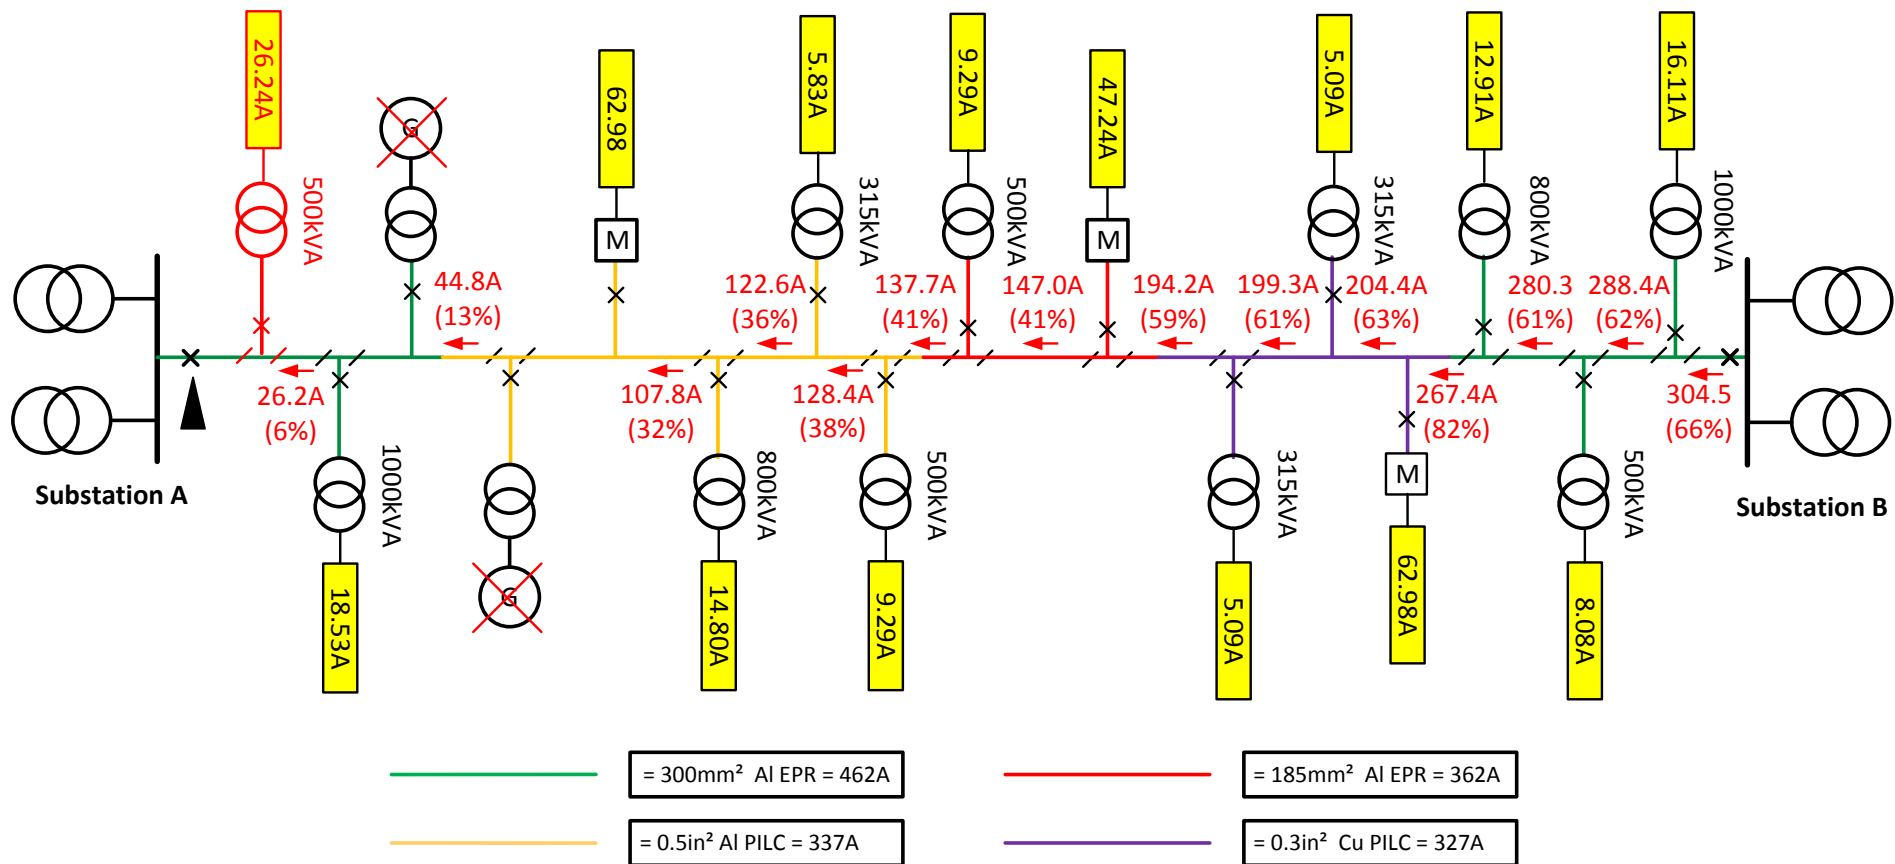 26.24A
500kVA
G
62.98
M
5.83A
315kVA
9.29A
500kVA
47.24A
M
5.09A
315kVA
12.91A
800kVA
16.11A
1000kVA
44.8A
(13%)
122.6A
(36%)
137.7A
(41%)
147.0A
(41%)
194.2A
(59%)
199.3A
(61%)
204.4A
(63%)
280.3
(61%)
288.4A
(62%)
26.2A
(6%)
107.8A
(32%)
128.4A
(38%)
267.4A
(82%)
304.5
(66%)
Substation A
1000kVA
18.53A
G
800kVA
14.80A
500kVA
9.29A
315kVA
5.09A
M
62.98A
500kVA
8.08A
Substation B
= 300mm² Al EPR = 462A
= 185mm² Al EPR = 362A
= 0.5in² Al PILC = 337A
= 0.3in² Cu PILC = 327A